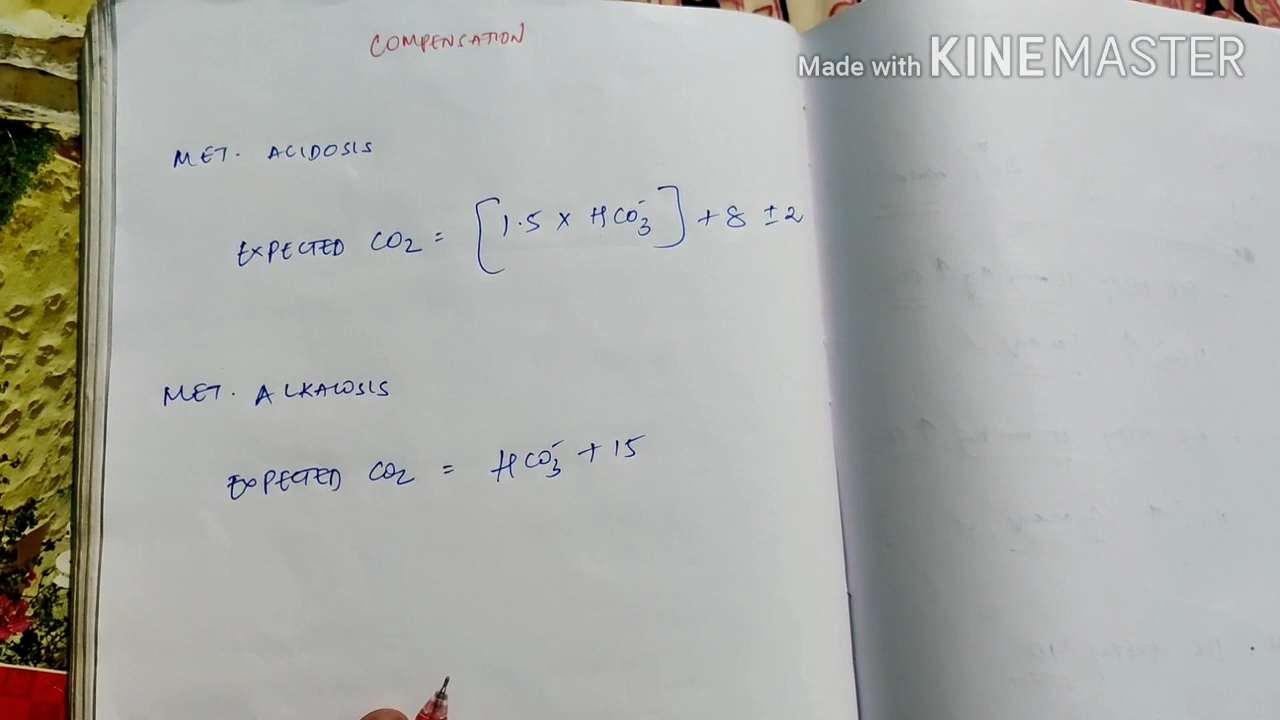 COMPENSATION
Made with KINEMASTER
MET. ACIDOSIS
EXPECTED CO₂ = [1.5 × HCO₃⁻] + 8 ± 2
MET. ALKALOSIS
EXPECTED CO₂ = HCO₃⁻ + 15